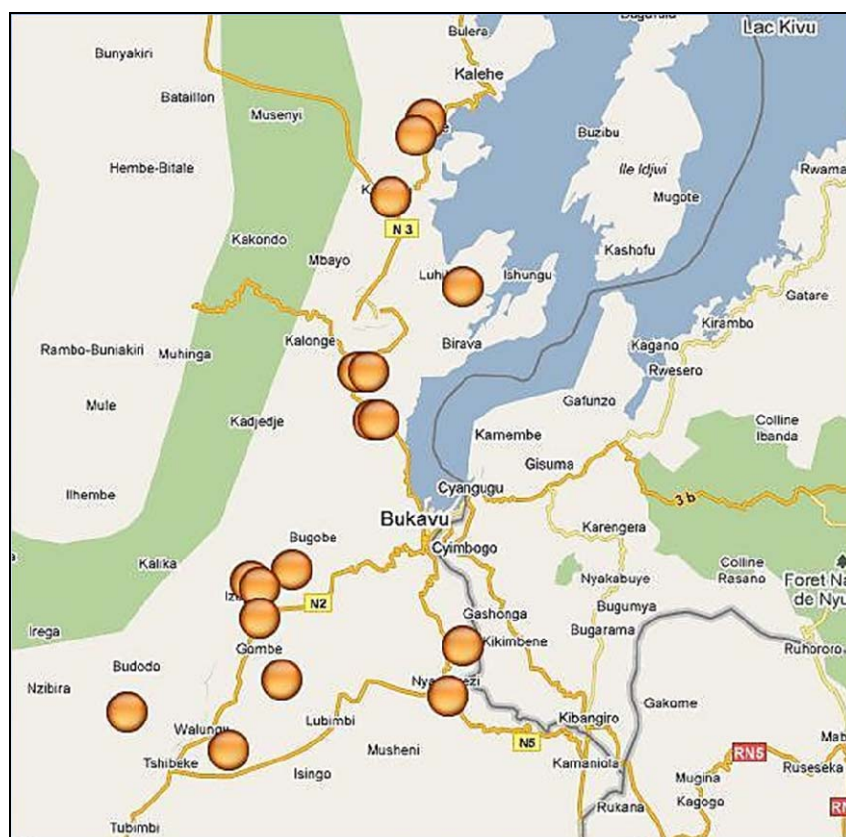 Lac Kivu
Bulera
Bunyakiri
Kalehe
Bataillon
Musenyi
Buzibu
Hembe-Bitale
Ile Idjwi
Rwama
Mugote
N 3
Kakondo
Kashofu
Mbayo
Ishungu
Gatare
Kirambo
Kalonge
Birava
Kagano
Rambo-Buniakiri
Muhinga
Rwesero
Mule
Gafunzo
Kadjedje
Colline
Ibanda
Kamembe
Gisuma
Ilhembe
Cyangugu
3 b
Bukavu
Karengera
Bugobe
Cyimbogo
Kalika
Colline
Rasano
Nyakabuye
Foret Na
de Nyu
N2
Bugumya
Gashonga
Irega
Bugarama
Kikimbene
Ruhororo
Gombe
Budodo
Nzibira
Gakome
Lubimbi
Kibangiro
Walungu
Musheni
N5
Mab
RN5
Tshibeke
Kamaniola
Isingo
Ruseseka
Mugina
Kagogo
Rukana
RN
Tubimbi